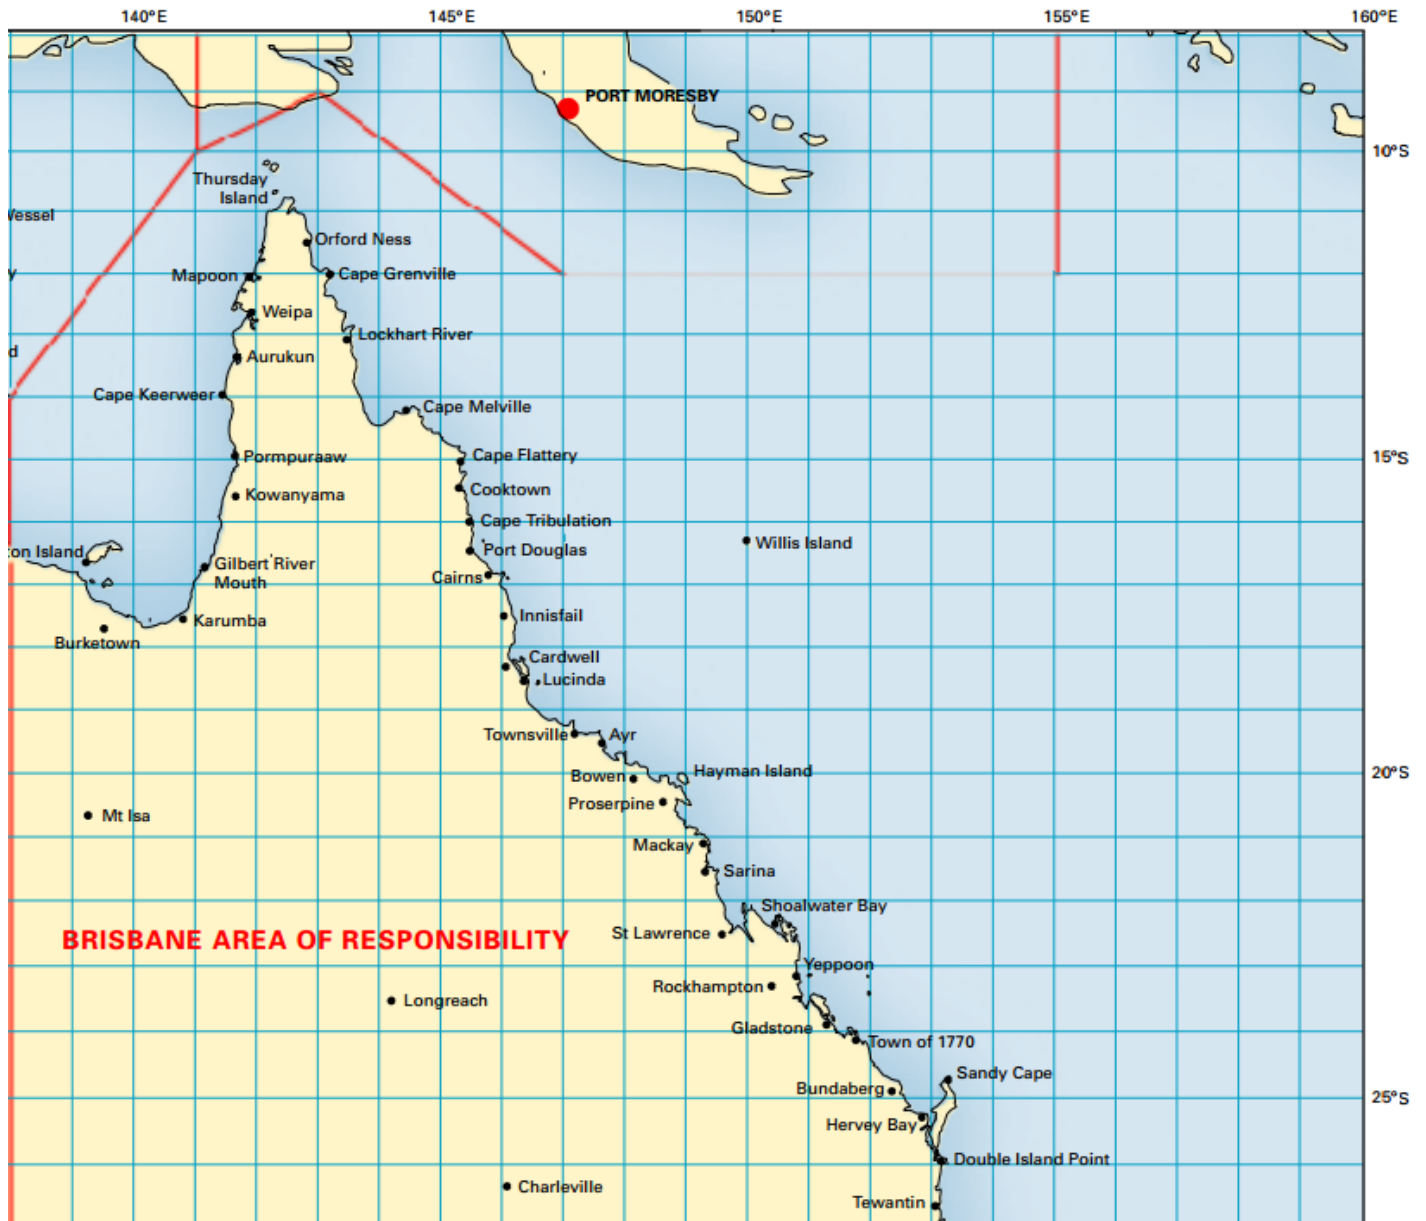 140°E 145°E 150°E 155°E 160°E
PORT MORESBY
10°S
Thursday
Island
Vessel
Orford Ness
Mapoon
Cape Grenville
y
Weipa
Lockhart River
d
Aurukun
Cape Keerweer
Cape Melville
Pormpuraaw
Cape Flattery
15°S
Kowanyama
Cooktown
Cape Tribulation
ton Island
Port Douglas
Willis Island
Gilbert River
Mouth
Cairns
Karumba
Innisfail
Burketown
Cardwell
Lucinda
Townsville
Ayr
Bowen
Hayman Island
20°S
Proserpine
Mt Isa
Mackay
Sarina
Shoalwater Bay
St Lawrence
BRISBANE AREA OF RESPONSIBILITY
Yeppoon
Rockhampton
Longreach
Gladstone
Town of 1770
Sandy Cape
Bundaberg
25°S
Hervey Bay
Double Island Point
Charleville
Tewantin